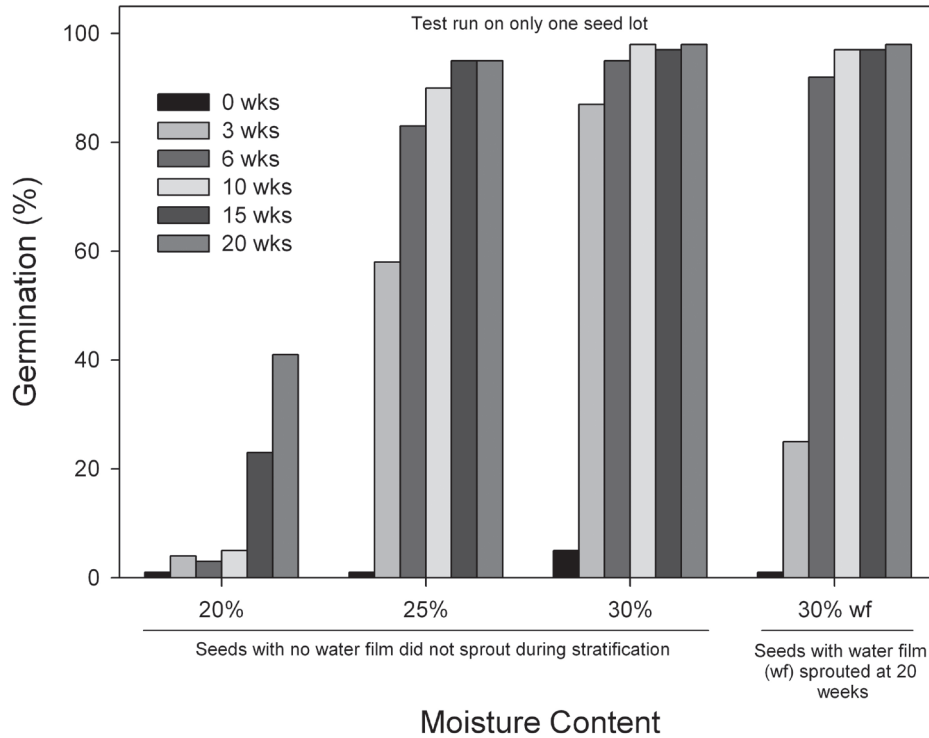 Test run on only one seed lot
100
80
60
40
20
0
Germination (%)
0 wks
3 wks
6 wks
10 wks
15 wks
20 wks
20%
25%
30%
30% wf
Seeds with no water film did not sprout during stratification
Seeds with water film
(wf) sprouted at 20
weeks
Moisture Content